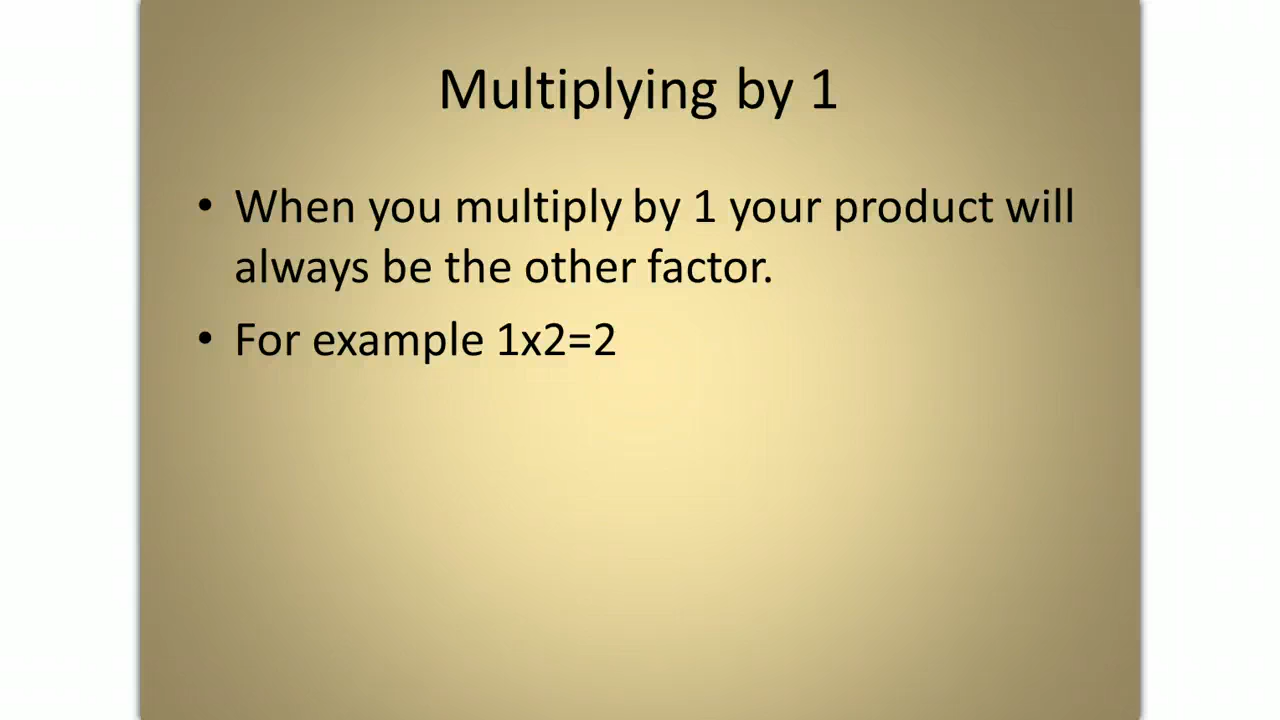 Multiplying by 1
• When you multiply by 1 your product will
always be the other factor.
• For example 1x2=2